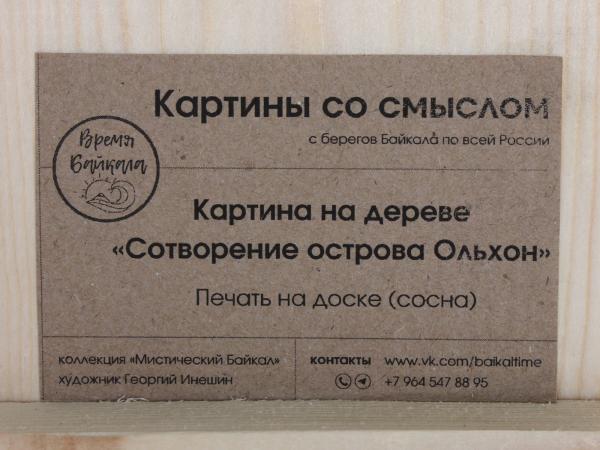 Картины со смыслом
с берегов Байкала по всей России
Время
Байкала
Картина на дереве
«Сотворение острова Ольхон»
Печать на доске (сосна)
коллекция «Мистический Байкал»
художник Георгий Инешин
контакты www.vk.com/baikaltime
+7 964 547 88 95